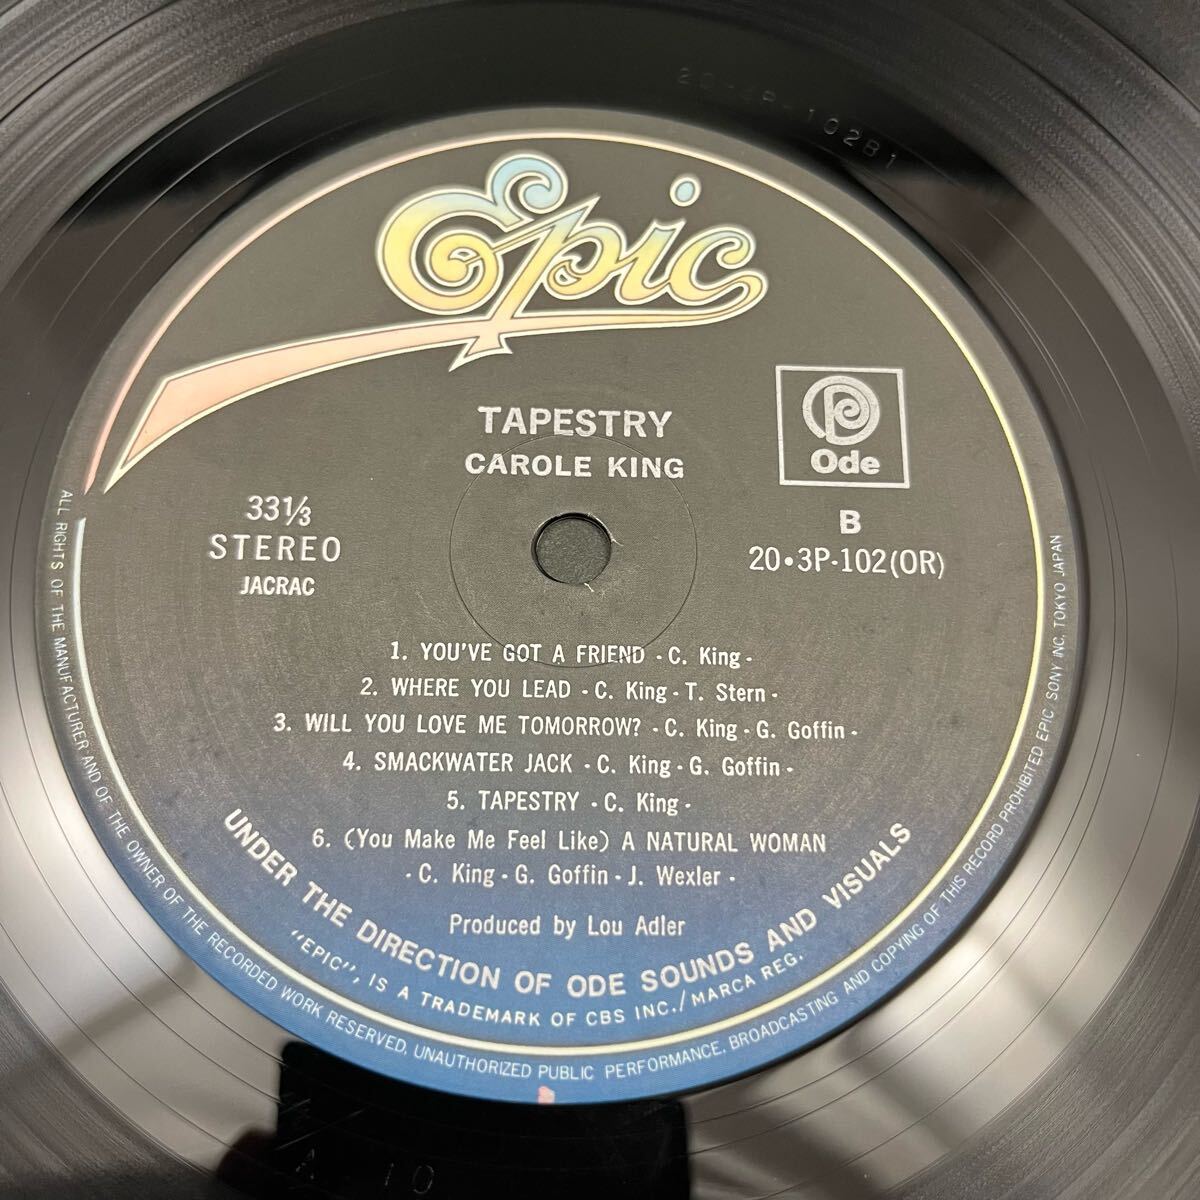 20-3P-102B1
Epic
TAPESTRY
CAROLE KING
Ode
33⅓
STEREO
JACRAC
B
20•3P-102(OR)
1. YOU'VE GOT A FRIEND - C. King -
2. WHERE YOU LEAD - C. King - T. Stern -
3. WILL YOU LOVE ME TOMORROW? - C. King - G. Goffin -
4. SMACKWATER JACK - C. King - G. Goffin -
5. TAPESTRY - C. King -
6. (You Make Me Feel Like) A NATURAL WOMAN
- C. King - G. Goffin - J. Wexler -
Produced by Lou Adler
UNDER THE DIRECTION OF ODE SOUNDS AND VISUALS
"EPIC", IS A TRADEMARK OF CBS INC./MARCA REG.
ALL RIGHTS OF THE MANUFACTURER AND OF THE OWNER OF THE RECORDED WORK RESERVED. UNAUTHORIZED PUBLIC PERFORMANCE, BROADCASTING AND COPYING OF THIS RECORD PROHIBITED EPIC/SONY INC. TOKYO JAPAN
A 10